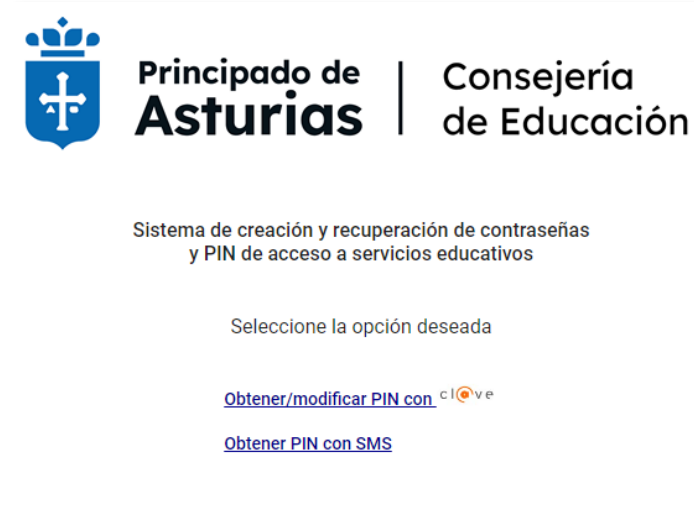 Principado de
Asturias
Consejería
de Educación
Sistema de creación y recuperación de contraseñas
y PIN de acceso a servicios educativos
Seleccione la opción deseada
Obtener/modificar PIN con cl@ve
Obtener PIN con SMS